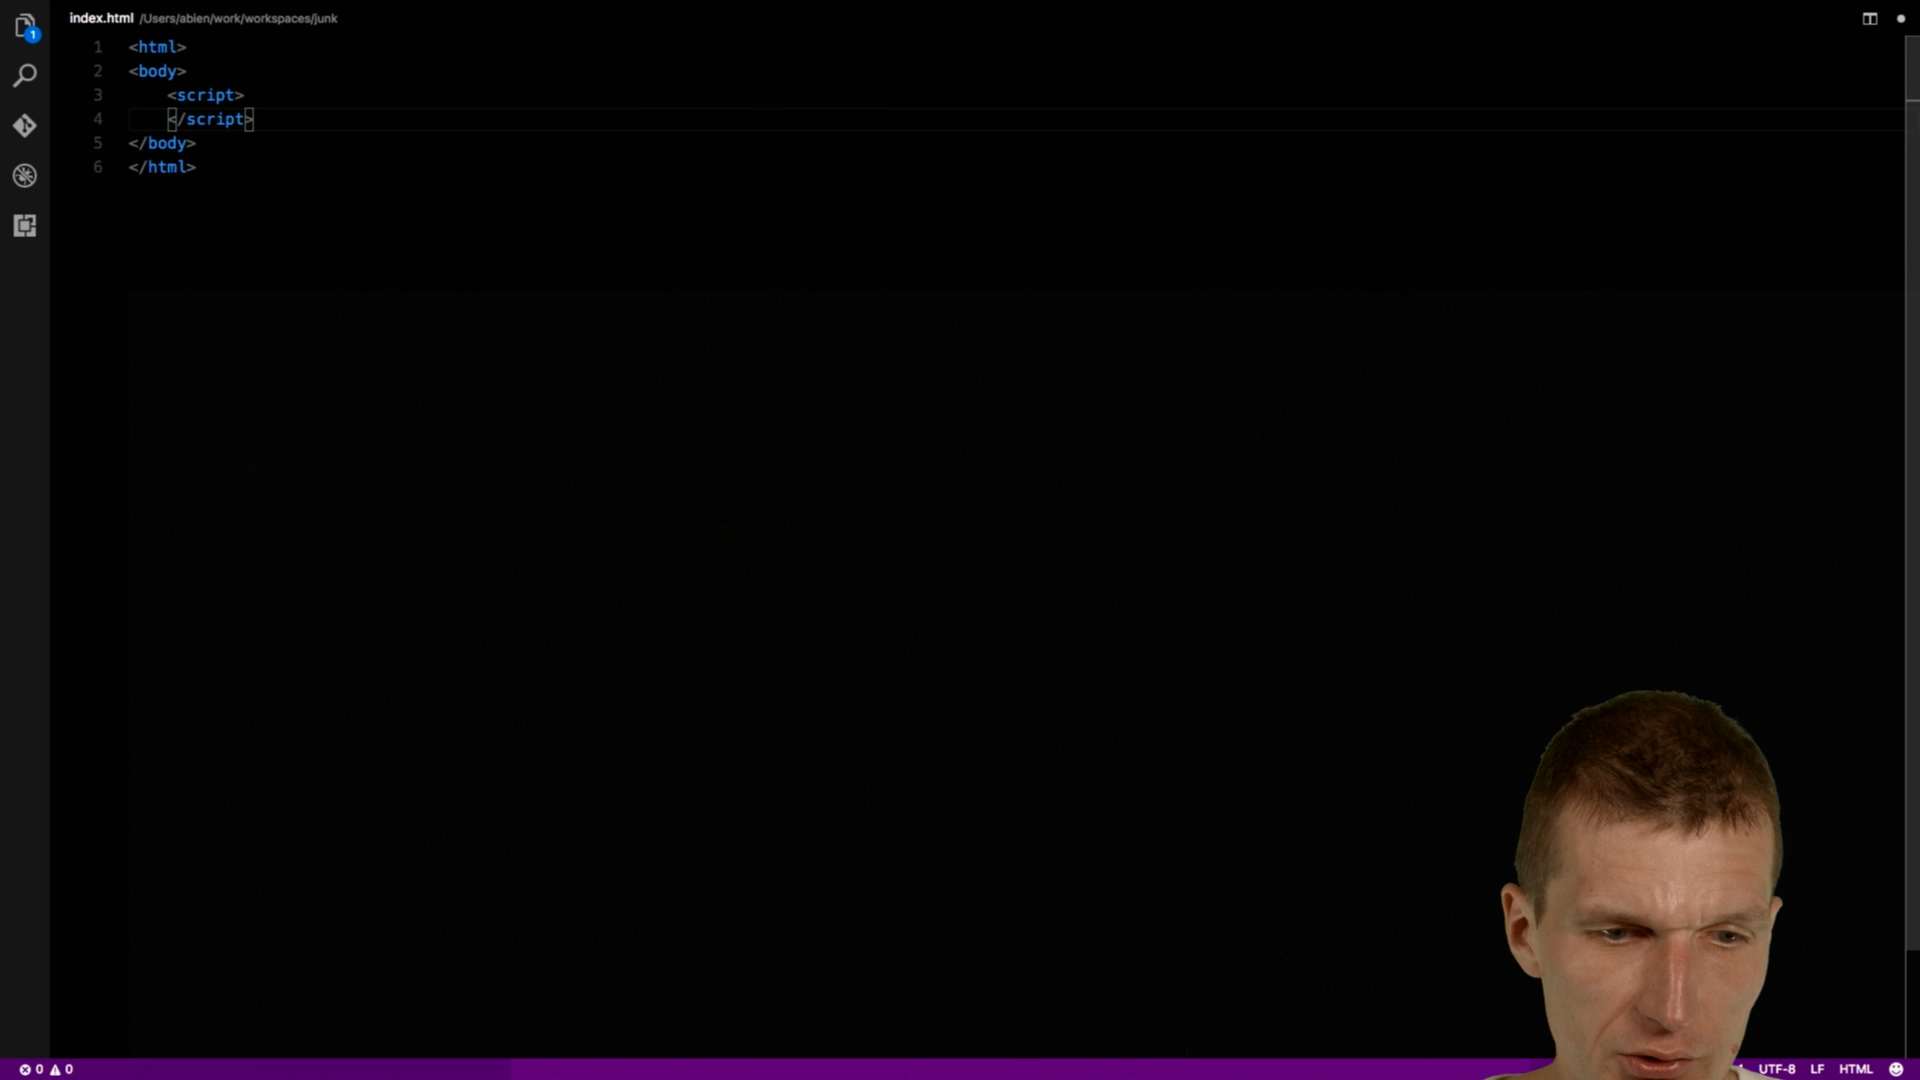 index.html /Users/abien/work/workspaces/junk
1
1 <html>
2 <body>
3 <script>
4 </script>
5 </body>
6 </html>
0 0 UTF-8 LF HTML